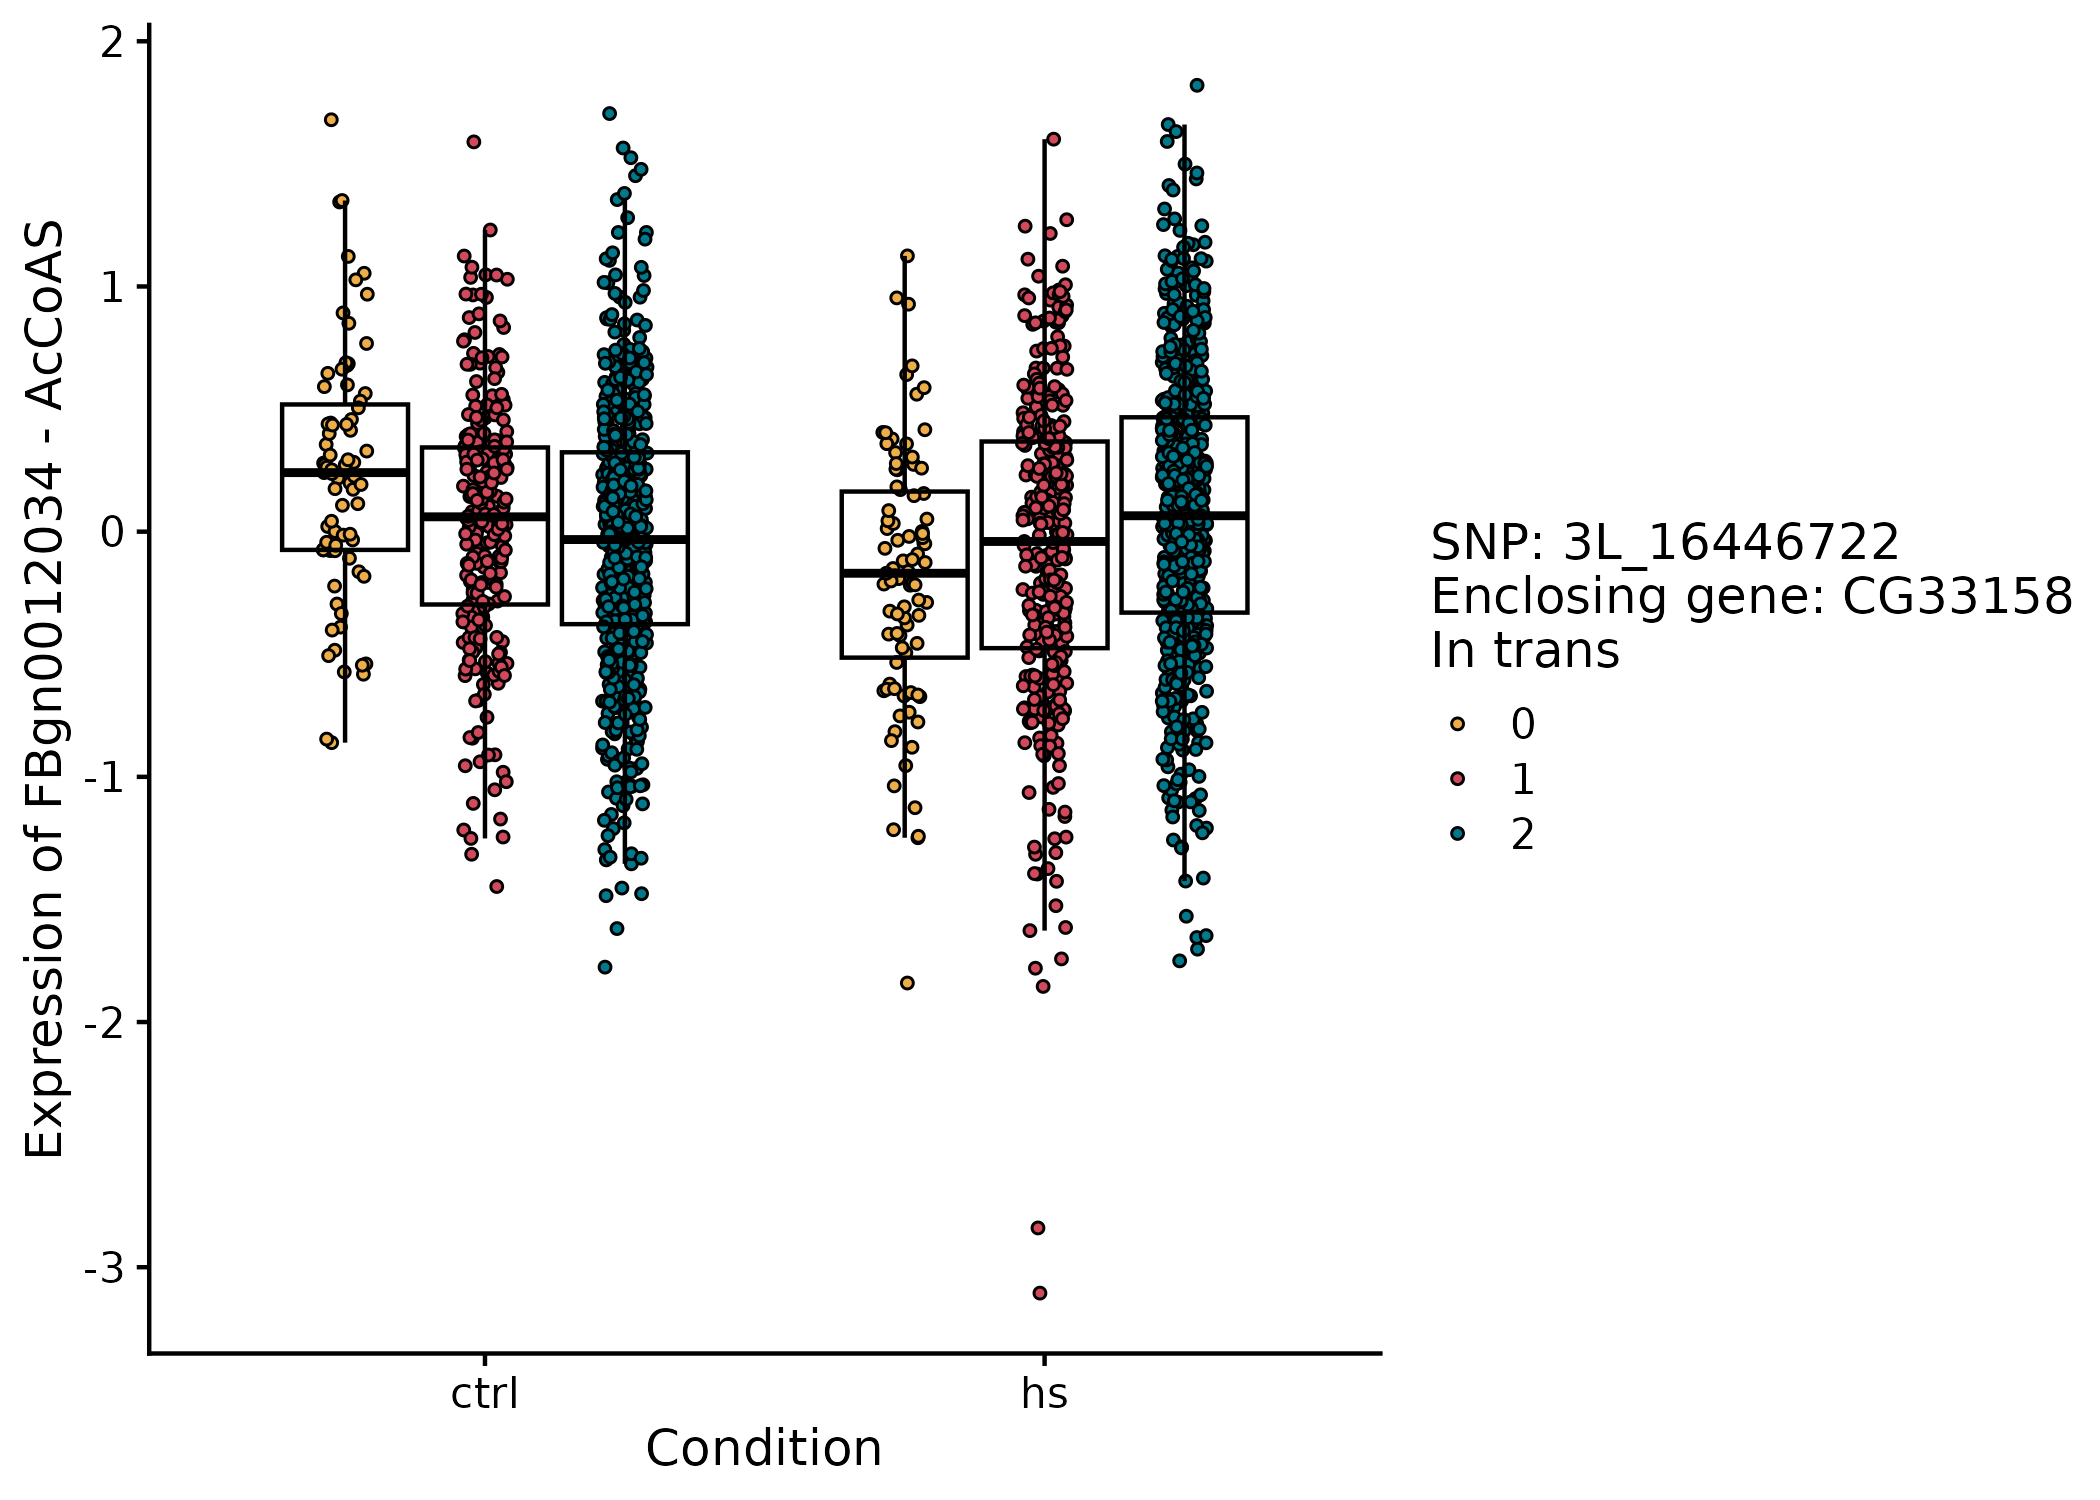 2
1
0
-1
-2
-3
Expression of FBgn0012034 - AcCoAS
ctrl
hs
Condition
SNP: 3L_16446722
Enclosing gene: CG33158
In trans
0
1
2